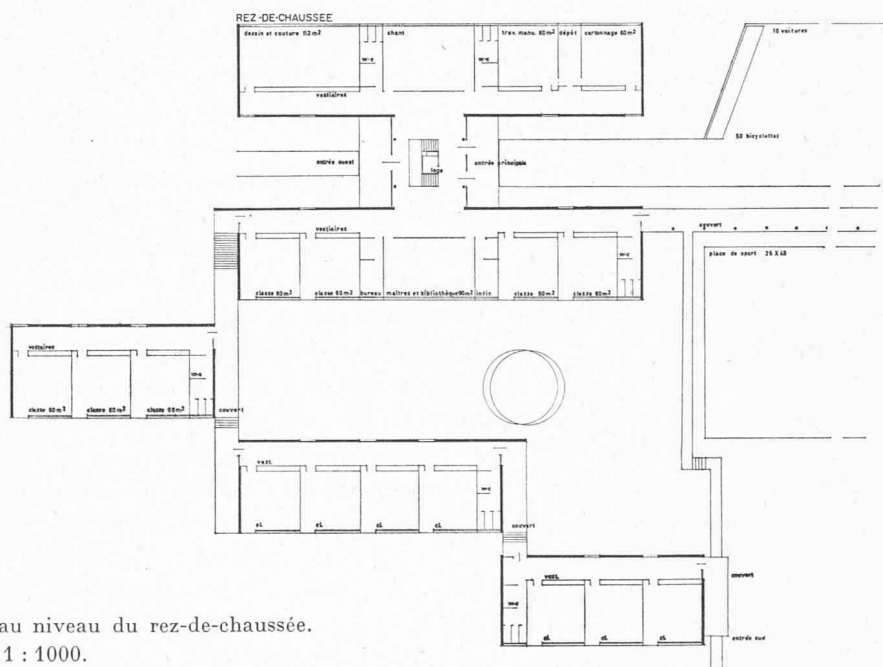 REZ-DE-CHAUSSEE
dessin et couture 112 m²
chant
trav. manu. 60 m² dépôt cartonnage 60 m²
10 voitures
w-c
w-c
vestiaires
50 bicyclettes
entrée ouest
loge
entrée principale
vestiaires
couvert
place de sport 25 X 40
w-c
classe 60 m² classe 60 m² bureau maîtres et bibliothèque 90 m² infir. classe 60 m² classe 60 m²
vestiaires
w-c
classe 60 m² classe 60 m² classe 60 m²
couvert
vest.
w-c
cl. cl. cl. cl.
couvert
vest.
couvert
w-c
cl. cl. cl.
entrée sud
au niveau du rez-de-chaussée.
1 : 1000.